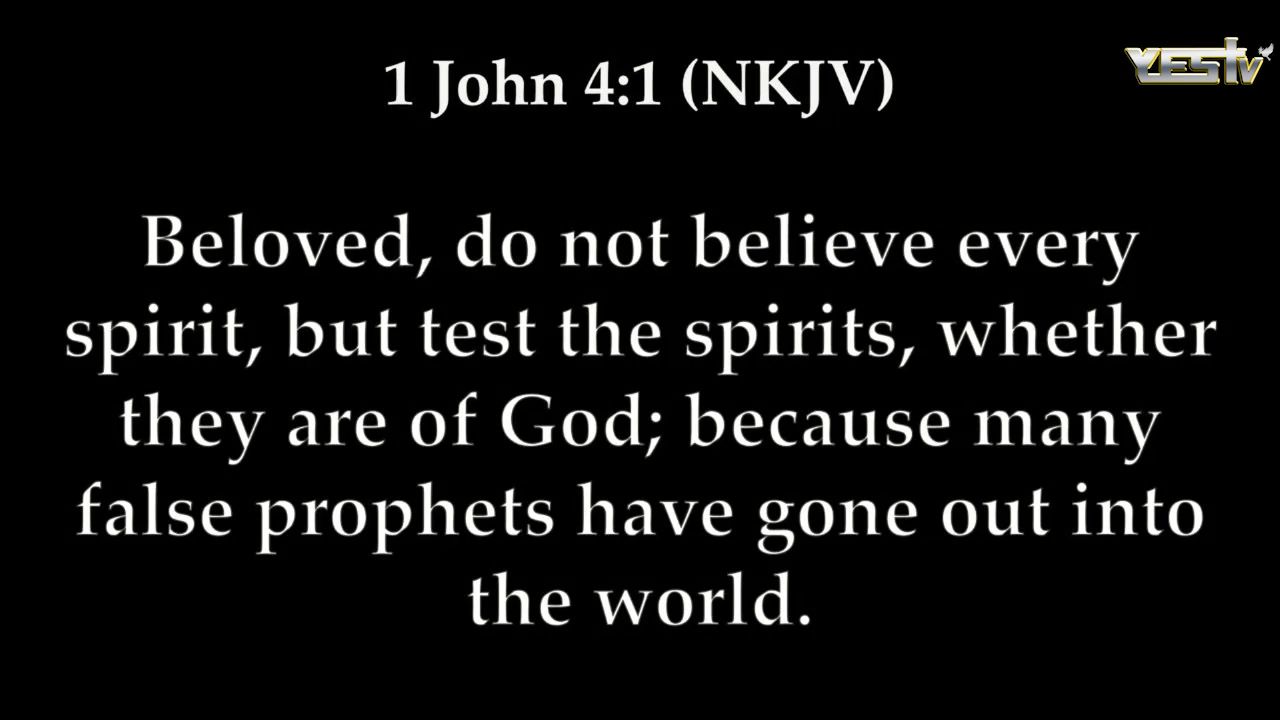 YEStv
1 John 4:1 (NKJV)
Beloved, do not believe every
spirit, but test the spirits, whether
they are of God; because many
false prophets have gone out into
the world.